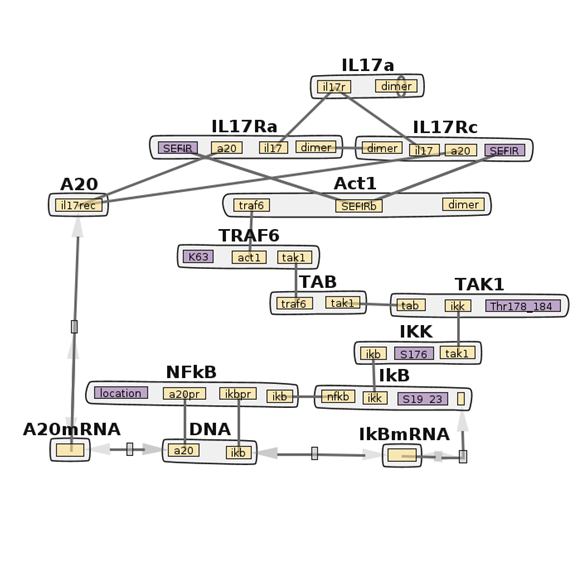 IL17a
il17r dimer
IL17Ra
SEFIR a20 il17 dimer
IL17Rc
dimer il17 a20 SEFIR
A20
il17rec
Act1
traf6 SEFIRb dimer
TRAF6
K63 act1 tak1
TAB
traf6 tak1
TAK1
tab ikk Thr178_184
IKK
ikb S176 tak1
NFkB
location a20pr ikbpr ikb
IkB
nfkb ikk S19_23
A20mRNA
DNA
a20 ikb
IkBmRNA